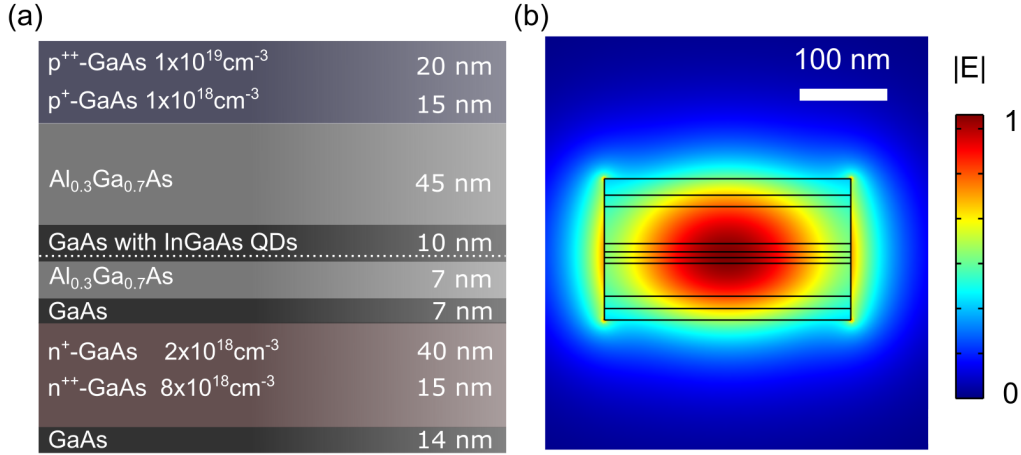 (a)
p⁺⁺-GaAs 1x10¹⁹cm⁻³ 20 nm
p⁺-GaAs 1x10¹⁸cm⁻³ 15 nm
Al₀.₃Ga₀.₇As 45 nm
GaAs with InGaAs QDs 10 nm
Al₀.₃Ga₀.₇As 7 nm
GaAs 7 nm
n⁺-GaAs 2x10¹⁸cm⁻³ 40 nm
n⁺⁺-GaAs 8x10¹⁸cm⁻³ 15 nm
GaAs 14 nm
(b)
100 nm
|E|
1
0